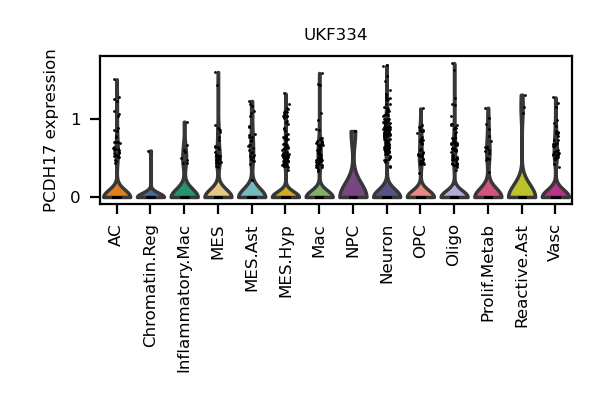 UKF334
PCDH17 expression
1
0
AC
Chromatin.Reg
Inflammatory.Mac
MES
MES.Ast
MES.Hyp
Mac
NPC
Neuron
OPC
Oligo
Prolif.Metab
Reactive.Ast
Vasc